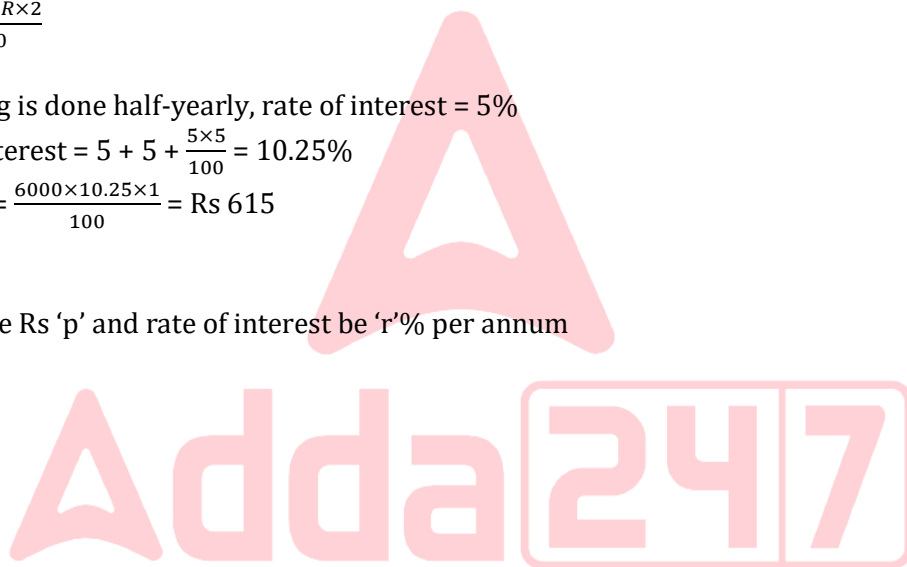 R×2
0
g is done half-yearly, rate of interest = 5%
terest = 5 + 5 + 5×5/100 = 10.25%
= 6000×10.25×1/100 = Rs 615
e Rs ‘p’ and rate of interest be ‘r’% per annum
Adda247